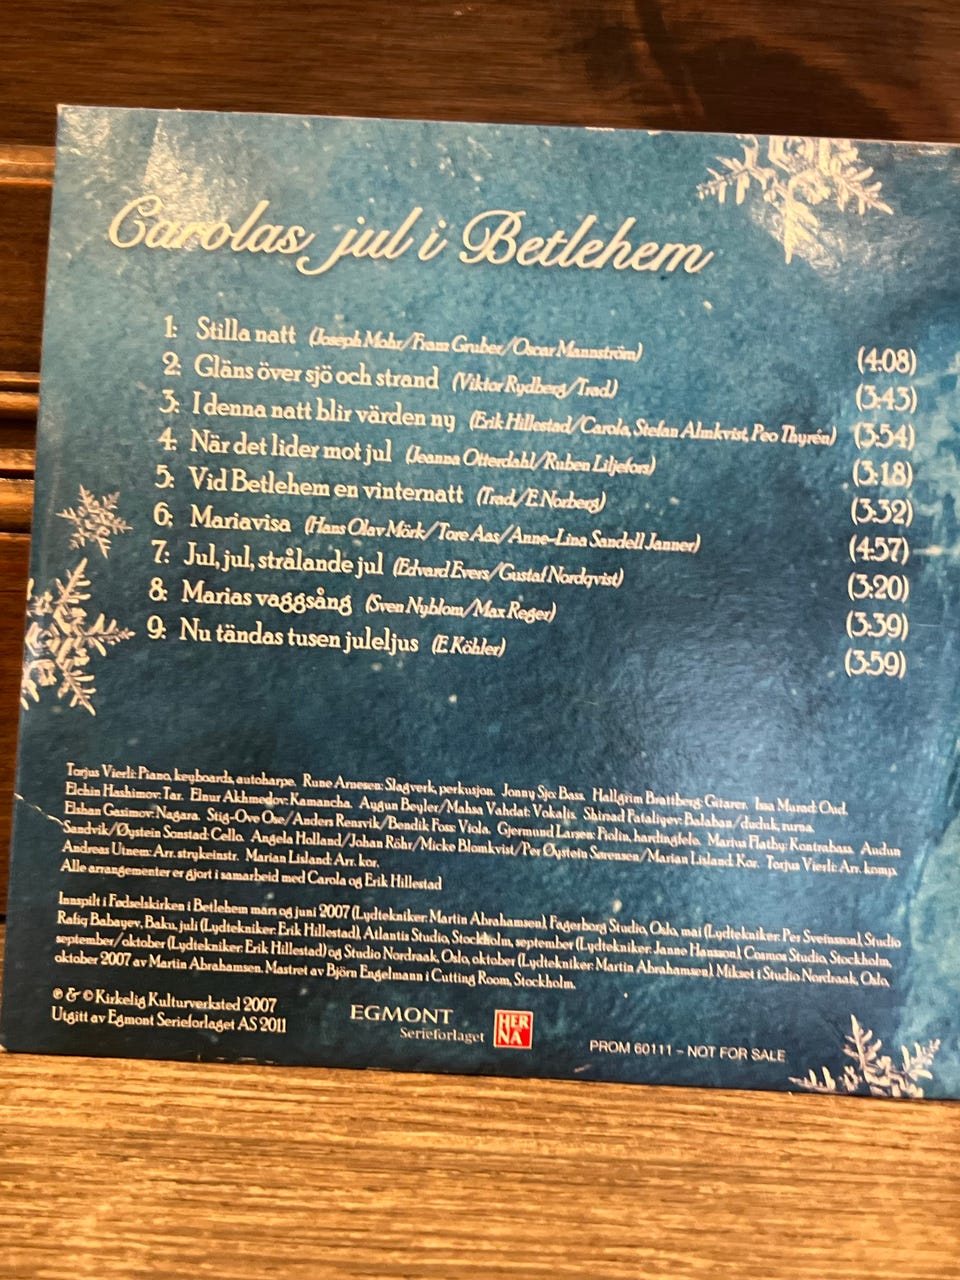 Carolas jul i Betlehem
1: Stilla natt (Joseph Mohr/Franz Gruber/Oscar Mannström) (4:08)
2: Gläns över sjö och strand (Viktor Rydberg/Trad) (3:43)
3: I denna natt blir världen ny (Erik Hillestad/Carola, Stefan Almkvist, Peo Thyrén) (3:54)
4: När det lider mot jul (Jeanna Otterdahl/Ruben Liljefors) (3:18)
5: Vid Betlehem en vinternatt (Trad/E. Norberg) (3:32)
6: Mariavisa (Hans Olav Mörk/Tore Aas/Anne-Lina Sandell Janner) (4:57)
7: Jul, jul, strålande jul (Edvard Evers/Gustaf Nordqvist) (3:20)
8: Marias vaggsång (Sven Nyblom/Max Reger) (3:39)
9: Nu tändas tusen juleljus (E. Köhler) (3:59)
Torjus Vierli: Piano, keyboards, autoharpe. Rune Arnesen: Slagverk, perkusjon. Jonny Sjo: Bass. Hallgrim Bratberg: Gitarer. Issa Murad: Oud.
Elchin Hashimov: Tar. Elnur Akhmedov: Kamancha. Aygun Beyler/Mahsa Vahdat: Vokalis. Shirzad Fataliyev: Balaban/duduk, zurna.
Elshan Gasimov: Nagara. Stig-Ove Ose/Anders Rensvik/Bendik Foss: Viola. Gjermund Larsen: Fiolin, hardingfele. Marius Flatby: Kontrabass. Audun
Sandvik/Øystein Sonstad: Cello. Angela Holland/Johan Röhr/Micke Blomkvist/Per Øystein Sørensen/Marian Lisland: Kor. Torjus Vierli: Arr. komp.
Andreas Utnem: Arr. strykeinstr. Marian Lisland: Arr. kor.
Alle arrangementer er gjort i samarbeid med Carola og Erik Hillestad
Innspilt i Fødselskirken i Betlehem mars og juni 2007 (Lydtekniker: Martin Abrahamsen), Fagerborg Studio, Oslo, mai (Lydtekniker: Per Sveinsson), Studio
Rafiq Babayev, Baku, juli (Lydtekniker: Erik Hillestad), Atlantis Studio, Stockholm, september (Lydtekniker: Janne Hansson), Cosmos Studio, Stockholm,
september/oktober (Lydtekniker: Erik Hillestad) og Studio Nordraak, Oslo, oktober (Lydtekniker: Martin Abrahamsen). Mikset i Studio Nordraak, Oslo,
oktober 2007 av Martin Abrahamsen. Mastret av Björn Engelmann i Cutting Room, Stockholm.
℗ & © Kirkelig Kulturverksted 2007
Utgitt av Egmont Serieforlaget AS 2011
EGMONT
Serieforlaget
HER
NA
PROM 60111 – NOT FOR SALE